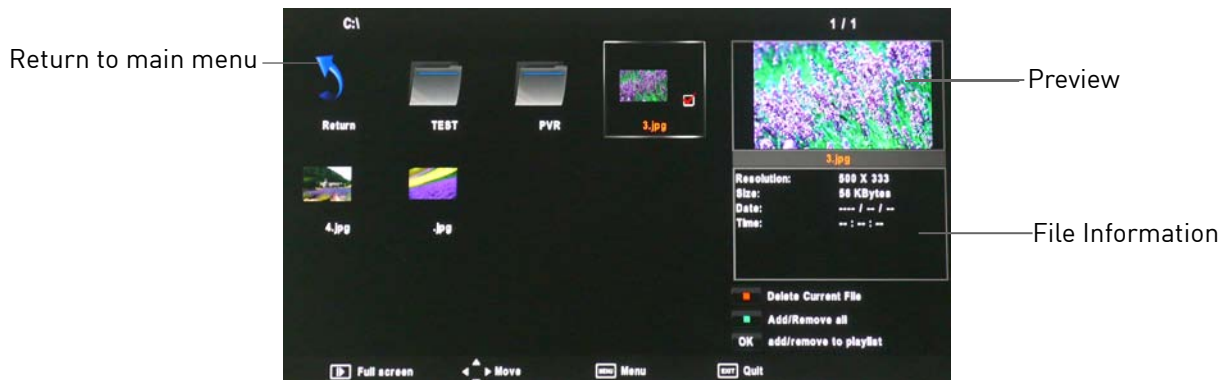 C:\
1 / 1
Return to main menu
Preview
Return
TEST
PVR
3.jpg
3.jpg
Resolution: 500 X 333
Size: 56 KBytes
Date: ---- / -- / --
Time: -- : -- : --
4.jpg
.jpg
File Information
Delete Current File
Add/Remove all
OK add/remove to playlist
Full screen
Move
MENU Menu
EXIT Quit